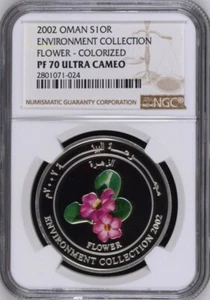 2002 OMAN S1OR
ENVIRONMENT COLLECTION
FLOWER - COLORIZED
PF 70 ULTRA CAMEO
2801071-024
NGC
NUMISMATIC GUARANTY CORPORATION
الزهرة
FLOWER
ENVIRONMENT COLLECTION 2002